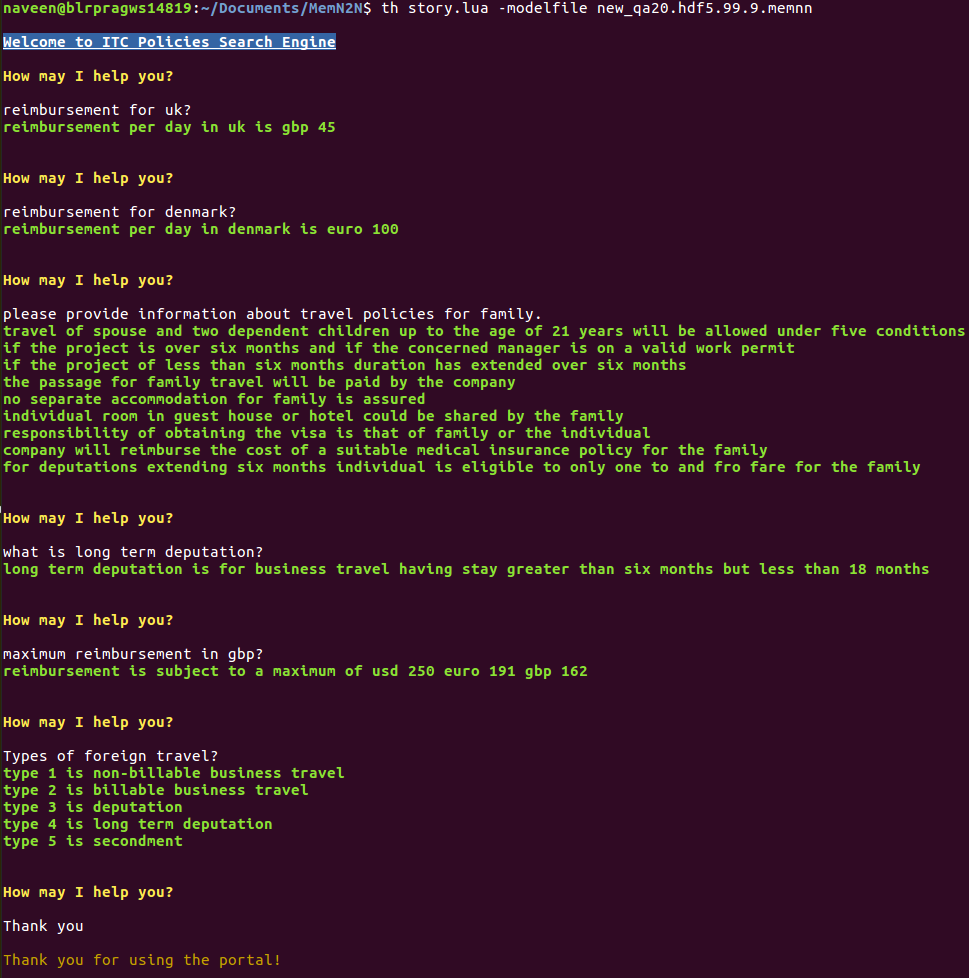 naveen@blrpragws14819:~/Documents/MemN2N$ th story.lua -modelfile new_qa20.hdf5.99.9.memnn
Welcome to ITC Policies Search Engine
How may I help you?
reimbursement for uk?
reimbursement per day in uk is gbp 45
How may I help you?
reimbursement for denmark?
reimbursement per day in denmark is euro 100
How may I help you?
please provide information about travel policies for family.
travel of spouse and two dependent children up to the age of 21 years will be allowed under five conditions
if the project is over six months and if the concerned manager is on a valid work permit
if the project of less than six months duration has extended over six months
the passage for family travel will be paid by the company
no separate accommodation for family is assured
individual room in guest house or hotel could be shared by the family
responsibility of obtaining the visa is that of family or the individual
company will reimburse the cost of a suitable medical insurance policy for the family
for deputations extending six months individual is eligible to only one to and fro fare for the family
How may I help you?
what is long term deputation?
long term deputation is for business travel having stay greater than six months but less than 18 months
How may I help you?
maximum reimbursement in gbp?
reimbursement is subject to a maximum of usd 250 euro 191 gbp 162
How may I help you?
Types of foreign travel?
type 1 is non-billable business travel
type 2 is billable business travel
type 3 is deputation
type 4 is long term deputation
type 5 is secondment
How may I help you?
Thank you
Thank you for using the portal!